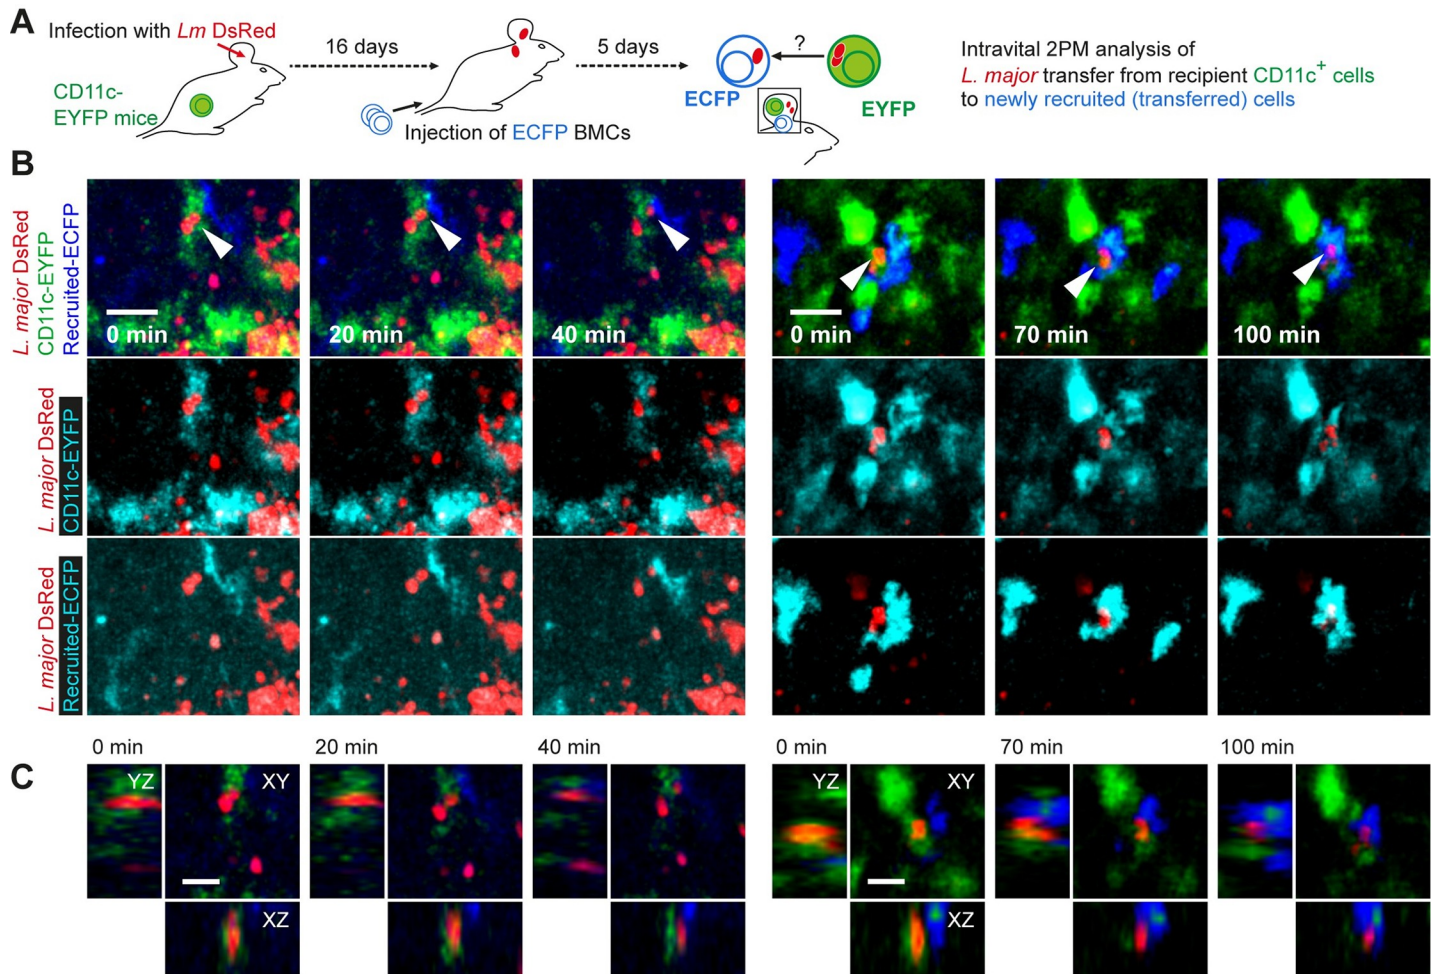 A
Infection with Lm DsRed
CD11c-
EYFP mice
16 days
Injection of ECFP BMCs
5 days
?
ECFP
EYFP
Intravital 2PM analysis of
L. major transfer from recipient CD11c+ cells
to newly recruited (transferred) cells
B
L. major DsRed
CD11c-EYFP
Recruited-ECFP
0 min
20 min
40 min
0 min
70 min
100 min
L. major DsRed
CD11c-EYFP
L. major DsRed
Recruited-ECFP
C
0 min
20 min
40 min
0 min
70 min
100 min
YZ
XY
YZ
XY
XZ
XZ